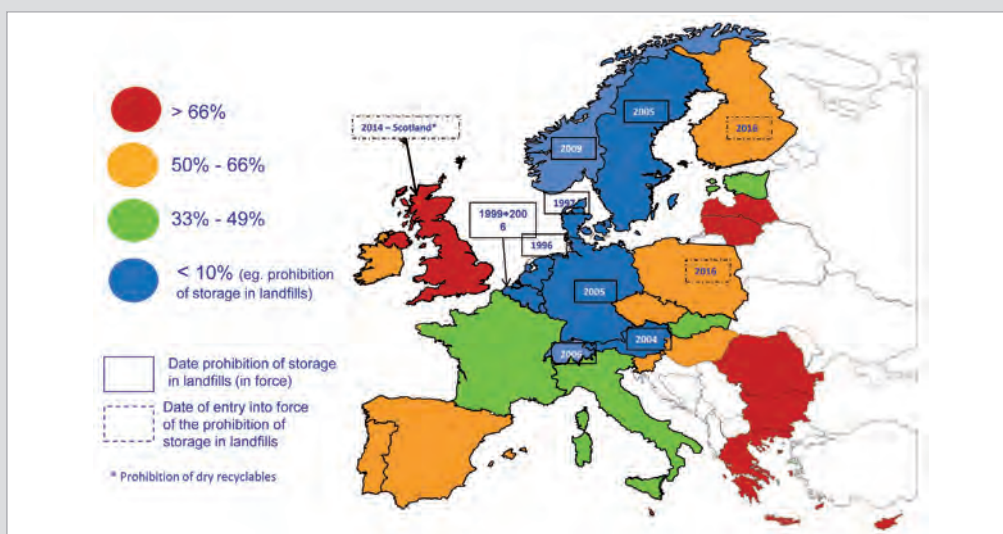 > 66%
50% - 66%
33% - 49%
< 10% (eg. prohibition
of storage in landfills)
Date prohibition of storage
in landfills (in force)
Date of entry into force
of the prohibition of
storage in landfills
* Prohibition of dry recyclables
2014 – Scotland*
2009
2005
2016
1997
1999➔200
6
1996
2005
2016
2004
2006